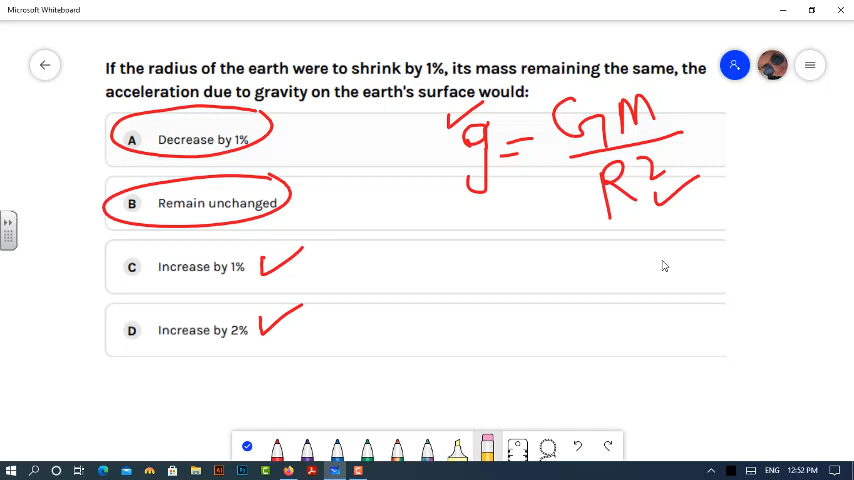 Microsoft Whiteboard
If the radius of the earth were to shrink by 1%, its mass remaining the same, the
acceleration due to gravity on the earth's surface would:
A Decrease by 1%
B Remain unchanged
C Increase by 1%
D Increase by 2%
g = GM
R2
Ai Ps C C
ENG 12:52 PM